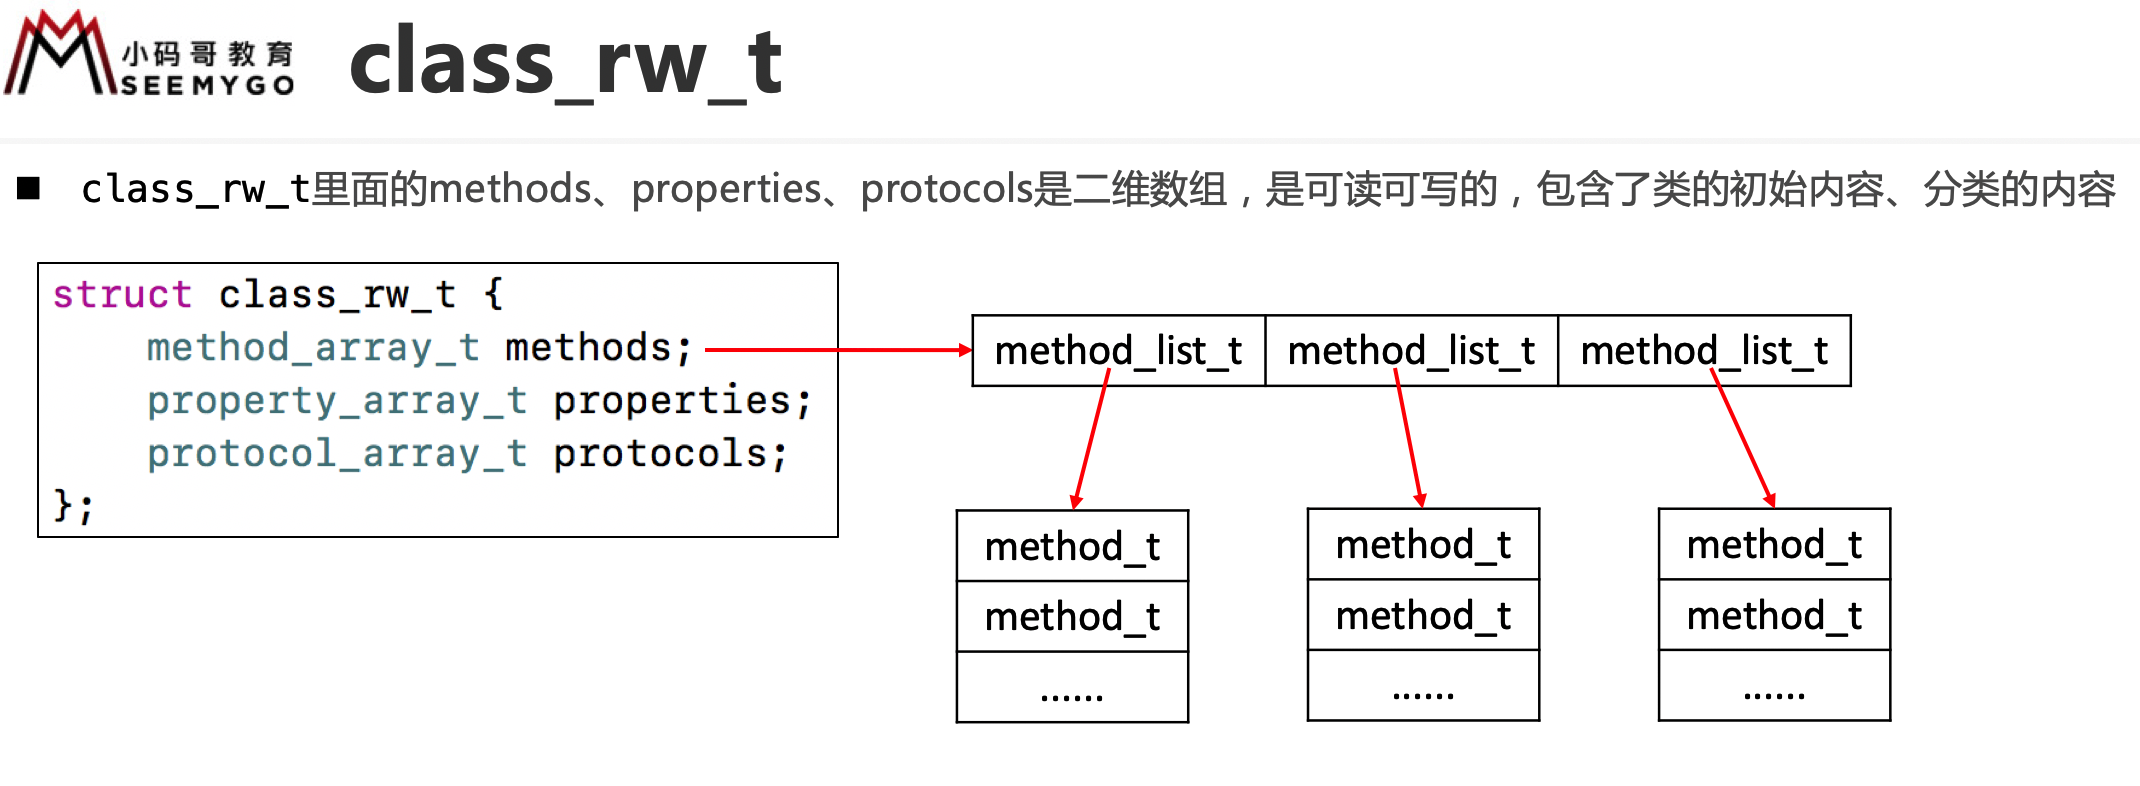 小码哥教育
SEEMYGO
class_rw_t
■ class_rw_t里面的methods、properties、protocols是二维数组，是可读可写的，包含了类的初始内容、分类的内容
struct class_rw_t {
method_array_t methods;
property_array_t properties;
protocol_array_t protocols;
};
method_list_t method_list_t method_list_t
method_t method_t method_t
method_t method_t method_t
...... ...... ......